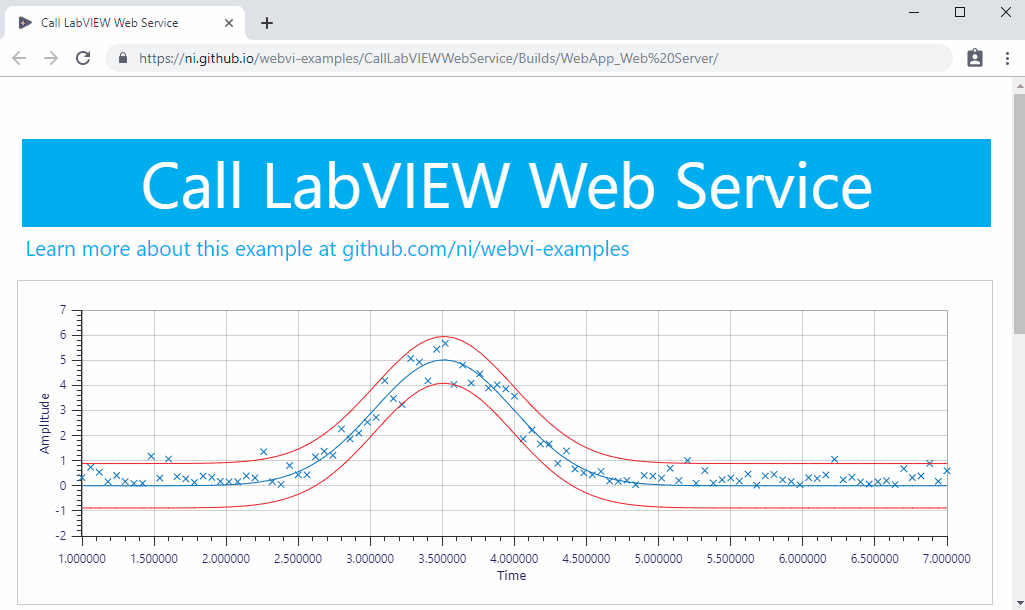 Call LabVIEW Web Service
https://ni.github.io/webvi-examples/CallLabVIEWWebService/Builds/WebApp_Web%20Server/
Call LabVIEW Web Service
Learn more about this example at github.com/ni/webvi-examples
7
6
5
4
3
2
1
0
-1
-2
Amplitude
1.000000 1.500000 2.000000 2.500000 3.000000 3.500000 4.000000 4.500000 5.000000 5.500000 6.000000 6.500000 7.000000
Time